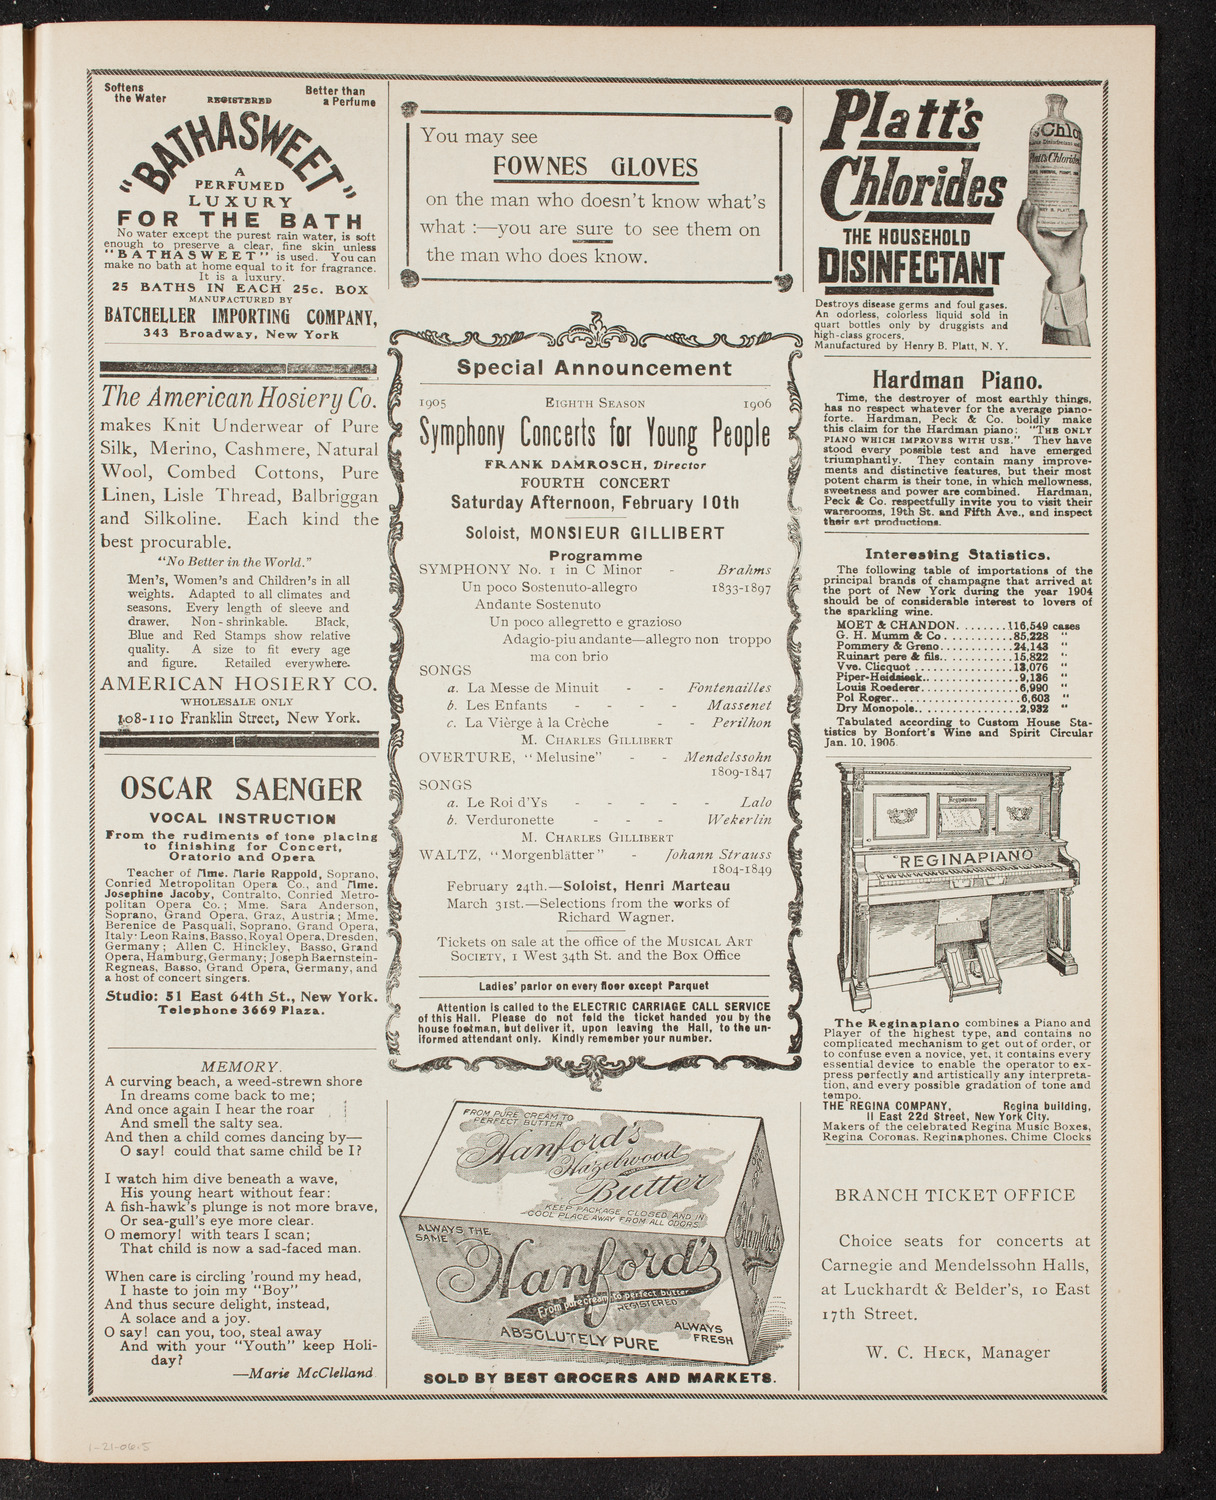 Softens
the Water
REGISTERED
Better than
a Perfume
"BATHASWEET"
A
PERFUMED
LUXURY
FOR THE BATH
No water except the purest rain water, is soft
enough to preserve a clear, fine skin unless
"BATHASWEET" is used. You can
make no bath at home equal to it for fragrance.
It is a luxury.
25 BATHS IN EACH 25c. BOX
MANUFACTURED BY
BATCHELLER IMPORTING COMPANY,
343 Broadway, New York
The American Hosiery Co.
makes Knit Underwear of Pure
Silk, Merino, Cashmere, Natural
Wool, Combed Cottons, Pure
Linen, Lisle Thread, Balbriggan
and Silkoline. Each kind the
best procurable.
"No Better in the World."
Men's, Women's and Children's in all
weights. Adapted to all climates and
seasons. Every length of sleeve and
drawer. Non-shrinkable. Black,
Blue and Red Stamps show relative
quality. A size to fit every age
and figure. Retailed everywhere.
AMERICAN HOSIERY CO.
WHOLESALE ONLY
108-110 Franklin Street, New York.
OSCAR SAENGER
VOCAL INSTRUCTION
From the rudiments of tone placing
to finishing for Concert,
Oratorio and Opera
Teacher of Mme. Marie Rappold, Soprano,
Conried Metropolitan Opera Co., and Mme.
Josephine Jacoby, Contralto, Conried Metro-
politan Opera Co.; Mme. Sara Anderson,
Soprano, Grand Opera, Graz, Austria; Mme.
Berenice de Pasquali, Soprano, Grand Opera,
Italy; Leon Rains, Basso, Royal Opera, Dresden,
Germany; Allen C. Hinckley, Basso, Grand
Opera, Hamburg, Germany; Joseph Baernstein-
Regneas, Basso, Grand Opera, Germany, and
a host of concert singers.
Studio: 51 East 64th St., New York.
Telephone 3669 Plaza.
MEMORY.
A curving beach, a weed-strewn shore
In dreams come back to me;
And once again I hear the roar
And smell the salty sea.
And then a child comes dancing by—
O say! could that same child be I?
I watch him dive beneath a wave,
His young heart without fear:
A fish-hawk's plunge is not more brave,
Or sea-gull's eye more clear.
O memory! with tears I scan;
That child is now a sad-faced man.
When care is circling 'round my head,
I haste to join my "Boy"
And thus secure delight, instead,
A solace and a joy.
O say! can you, too, steal away
And with your "Youth" keep Holi-
day?
—Marie McClelland
You may see
FOWNES GLOVES
on the man who doesn't know what's
what :—you are sure to see them on
the man who does know.
Special Announcement
1905 EIGHTH SEASON 1906
Symphony Concerts for Young People
FRANK DAMROSCH, Director
FOURTH CONCERT
Saturday Afternoon, February 10th
Soloist, MONSIEUR GILLIBERT
Programme
SYMPHONY No. 1 in C Minor - Brahms
Un poco Sostenuto-allegro 1833-1897
Andante Sostenuto
Un poco allegretto e grazioso
Adagio-piu andante—allegro non troppo
ma con brio
SONGS
a. La Messe de Minuit - - Fontenailles
b. Les Enfants - - - Massenet
c. La Vièrge à la Crèche - - Perilhon
M. CHARLES GILLIBERT
OVERTURE, "Melusine" - - Mendelssohn
1809-1847
SONGS
a. Le Roi d'Ys - - - - - Lalo
b. Verduronette - - - Wekerlin
M. CHARLES GILLIBERT
WALTZ, "Morgenblätter" - Johann Strauss
1804-1849
February 24th.—Soloist, Henri Marteau
March 31st.—Selections from the works of
Richard Wagner.
Tickets on sale at the office of the MUSICAL ART
SOCIETY, 1 West 34th St. and the Box Office
Ladies' parlor on every floor except Parquet
Attention is called to the ELECTRIC CARRIAGE CALL SERVICE
of this Hall. Please do not fold the ticket handed you by the
house footman, but deliver it, upon leaving the Hall, to the un-
iformed attendant only. Kindly remember your number.
FROM PURE CREAM TO
PERFECT BUTTER
Hanford's
Hazelwood
Butter
KEEP PACKAGE CLOSED AND IN
COOL PLACE AWAY FROM ALL ODORS.
ALWAYS THE
SAME
Hanford's
From pure cream to perfect butter
REGISTERED
ABSOLUTELY PURE
ALWAYS
FRESH
Hanford's
SOLD BY BEST GROCERS AND MARKETS.
Platt's
Chlorides
THE HOUSEHOLD
DISINFECTANT
Destroys disease germs and foul gases.
An odorless, colorless liquid sold in
quart bottles only by druggists and
high-class grocers.
Manufactured by Henry B. Platt, N. Y.
Platt's Chlorides
Hardman Piano.
Time, the destroyer of most earthly things,
has no respect whatever for the average piano-
forte. Hardman, Peck & Co. boldly make
this claim for the Hardman piano: "THE ONLY
PIANO WHICH IMPROVES WITH USE." They have
stood every possible test and have emerged
triumphantly. They contain many improve-
ments and distinctive features, but their most
potent charm is their tone, in which mellowness,
sweetness and power are combined. Hardman,
Peck & Co. respectfully invite you to visit their
warerooms, 19th St. and Fifth Ave., and inspect
their art productions.
Interesting Statistics.
The following table of importations of the
principal brands of champagne that arrived at
the port of New York during the year 1904
should be of considerable interest to lovers of
the sparkling wine.
MOET & CHANDON........116,549 cases
G. H. Mumm & Co...........85,228 "
Pommery & Greno............24,143 "
Ruinart pere & fils...........15,822 "
Vve. Clicquot................13,076 "
Piper-Heidsieck...............9,136 "
Louis Roederer................6,990 "
Pol Roger.....................6,603 "
Dry Monopole..................2,932 "
Tabulated according to Custom House Sta-
tistics by Bonfort's Wine and Spirit Circular
Jan. 10, 1905.
Reginapiano
REGINAPIANO
The Reginapiano combines a Piano and
Player of the highest type, and contains no
complicated mechanism to get out of order, or
to confuse even a novice, yet, it contains every
essential device to enable the operator to ex-
press perfectly and artistically any interpreta-
tion, and every possible gradation of tone and
tempo.
THE REGINA COMPANY, Regina building,
11 East 22d Street, New York City.
Makers of the celebrated Regina Music Boxes,
Regina Coronas, Reginaphones, Chime Clocks
BRANCH TICKET OFFICE
Choice seats for concerts at
Carnegie and Mendelssohn Halls,
at Luckhardt & Belder's, 10 East
17th Street.
W. C. HECK, Manager
1-21-06.5